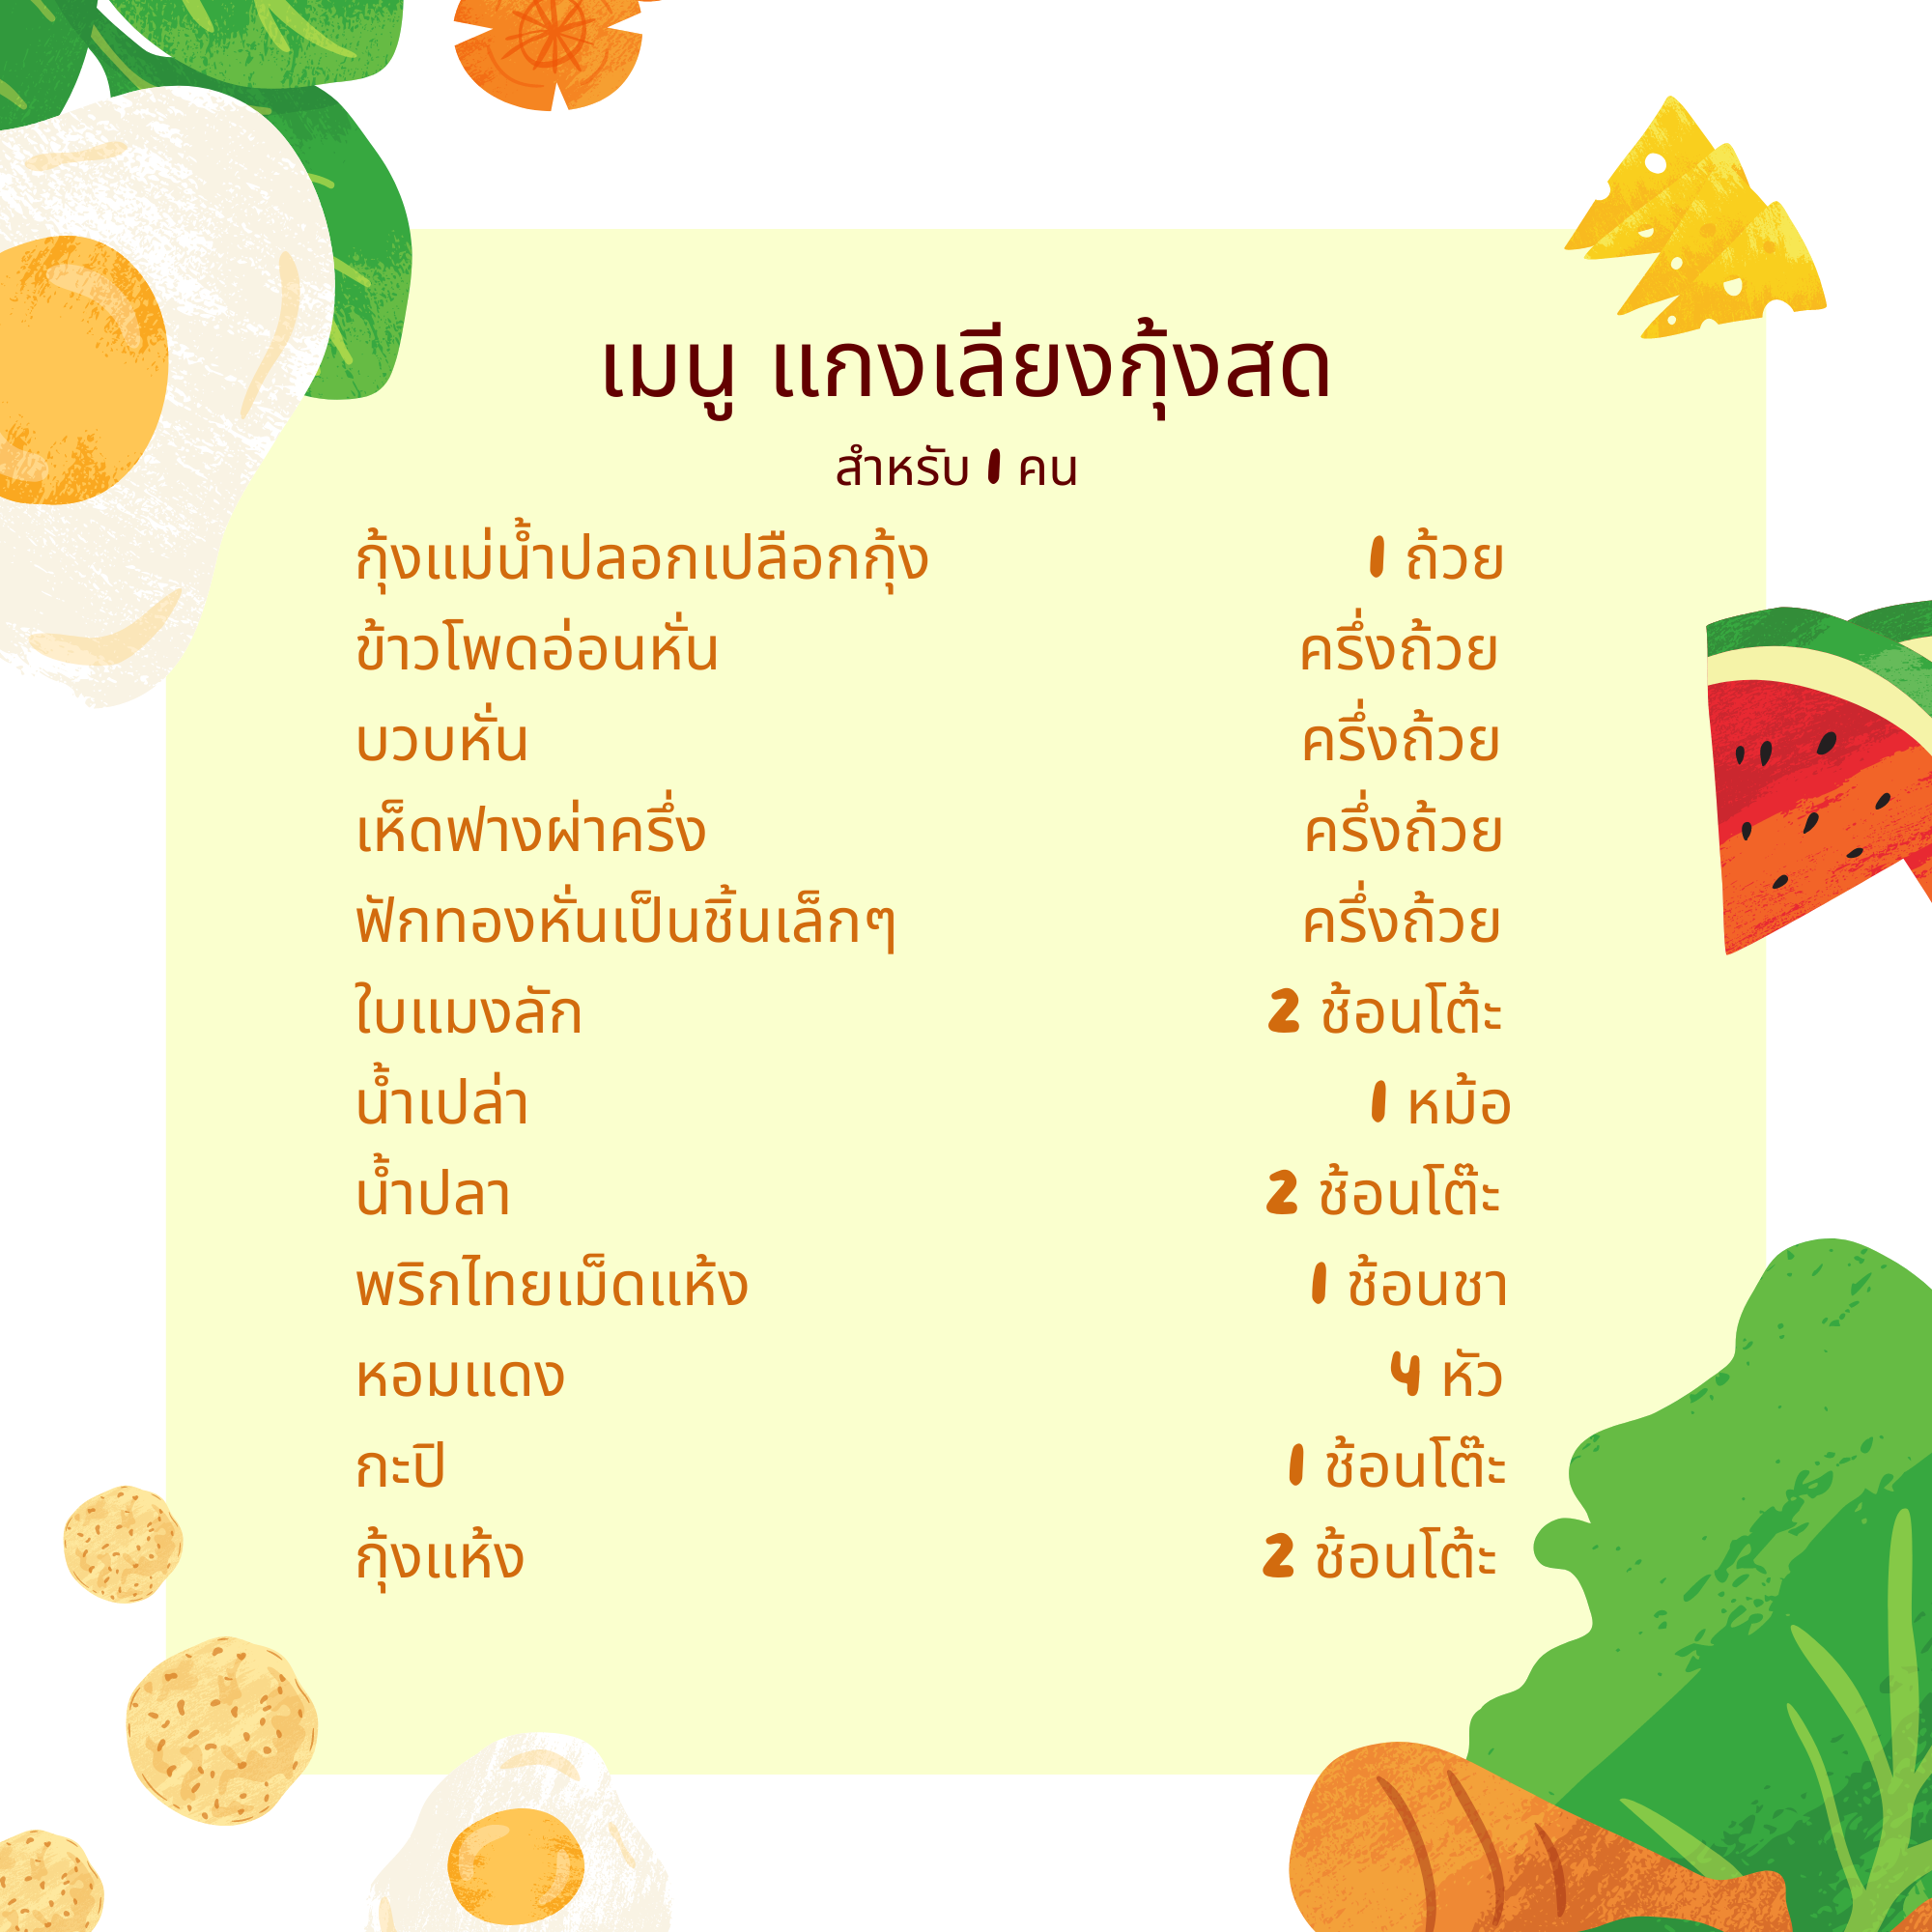 เมนู แกงเลียงกุ้งสด
สำหรับ 1 คน
กุ้งแม่น้ำปลอกเปลือกกุ้ง 1 ถ้วย
ข้าวโพดอ่อนหั่น ครึ่งถ้วย
บวบหั่น ครึ่งถ้วย
เห็ดฟางผ่าครึ่ง ครึ่งถ้วย
ฟักทองหั่นเป็นชิ้นเล็กๆ ครึ่งถ้วย
ใบแมงลัก 2 ช้อนโต้ะ
น้ำเปล่า 1 หม้อ
น้ำปลา 2 ช้อนโต๊ะ
พริกไทยเม็ดแห้ง 1 ช้อนชา
หอมแดง 4 หัว
กะปิ 1 ช้อนโต๊ะ
กุ้งแห้ง 2 ช้อนโต้ะ